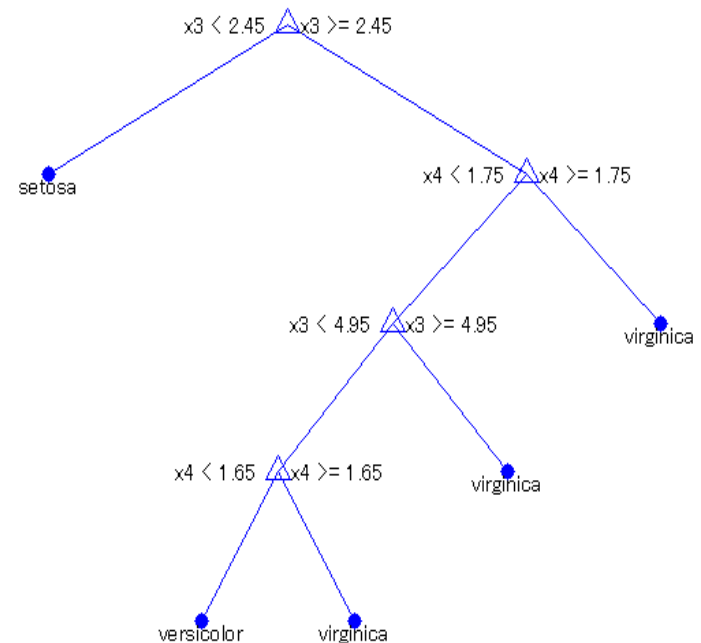 x3 < 2.45 x3 >= 2.45
setosa
x4 < 1.75 x4 >= 1.75
x3 < 4.95 x3 >= 4.95
virginica
x4 < 1.65 x4 >= 1.65
virginica
versicolor virginica